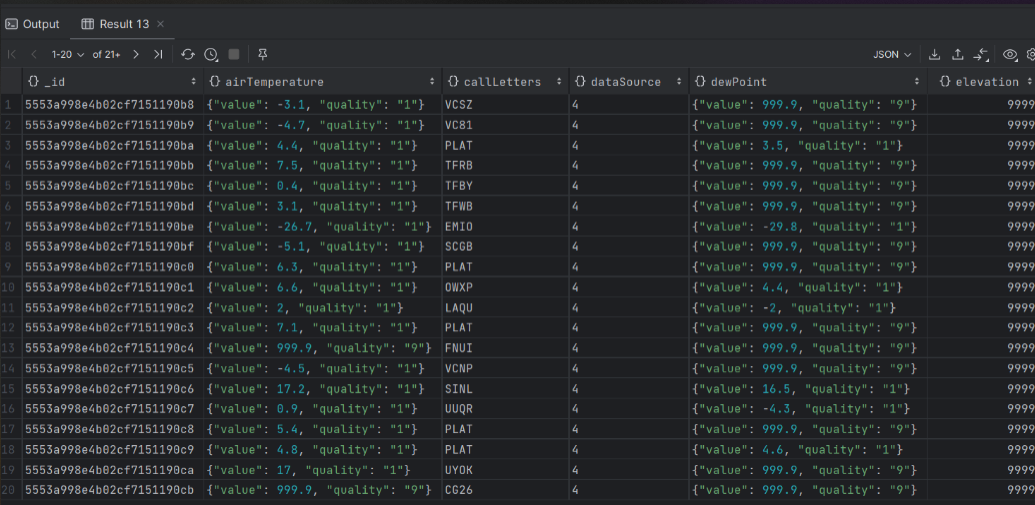 Output Result 13
1-20 of 21+ JSON
_id airTemperature callLetters dataSource dewPoint elevation
1 5553a998e4b02cf7151190b8 {"value": -3.1, "quality": "1"} VCSZ 4 {"value": 999.9, "quality": "9"} 9999
2 5553a998e4b02cf7151190b9 {"value": -4.7, "quality": "1"} VC81 4 {"value": 999.9, "quality": "9"} 9999
3 5553a998e4b02cf7151190ba {"value": 4.4, "quality": "1"} PLAT 4 {"value": 3.5, "quality": "1"} 9999
4 5553a998e4b02cf7151190bb {"value": 7.5, "quality": "1"} TFRB 4 {"value": 999.9, "quality": "9"} 9999
5 5553a998e4b02cf7151190bc {"value": 0.4, "quality": "1"} TFBY 4 {"value": 999.9, "quality": "9"} 9999
6 5553a998e4b02cf7151190bd {"value": 3.1, "quality": "1"} TFWB 4 {"value": 999.9, "quality": "9"} 9999
7 5553a998e4b02cf7151190be {"value": -26.7, "quality": "1"} EMIO 4 {"value": -29.8, "quality": "1"} 9999
8 5553a998e4b02cf7151190bf {"value": -5.1, "quality": "1"} SCGB 4 {"value": 999.9, "quality": "9"} 9999
9 5553a998e4b02cf7151190c0 {"value": 6.3, "quality": "1"} PLAT 4 {"value": 999.9, "quality": "9"} 9999
10 5553a998e4b02cf7151190c1 {"value": 6.6, "quality": "1"} OWXP 4 {"value": 4.4, "quality": "1"} 9999
11 5553a998e4b02cf7151190c2 {"value": 2, "quality": "1"} LAQU 4 {"value": -2, "quality": "1"} 9999
12 5553a998e4b02cf7151190c3 {"value": 7.1, "quality": "1"} PLAT 4 {"value": 999.9, "quality": "9"} 9999
13 5553a998e4b02cf7151190c4 {"value": 999.9, "quality": "9"} FNUI 4 {"value": 999.9, "quality": "9"} 9999
14 5553a998e4b02cf7151190c5 {"value": -4.5, "quality": "1"} VCNP 4 {"value": 999.9, "quality": "9"} 9999
15 5553a998e4b02cf7151190c6 {"value": 17.2, "quality": "1"} SINL 4 {"value": 16.5, "quality": "1"} 9999
16 5553a998e4b02cf7151190c7 {"value": 0.9, "quality": "1"} UUQR 4 {"value": -4.3, "quality": "1"} 9999
17 5553a998e4b02cf7151190c8 {"value": 5.4, "quality": "1"} PLAT 4 {"value": 999.9, "quality": "9"} 9999
18 5553a998e4b02cf7151190c9 {"value": 4.8, "quality": "1"} PLAT 4 {"value": 4.6, "quality": "1"} 9999
19 5553a998e4b02cf7151190ca {"value": 17, "quality": "1"} UYOK 4 {"value": 999.9, "quality": "9"} 9999
20 5553a998e4b02cf7151190cb {"value": 999.9, "quality": "9"} CG26 4 {"value": 999.9, "quality": "9"} 9999